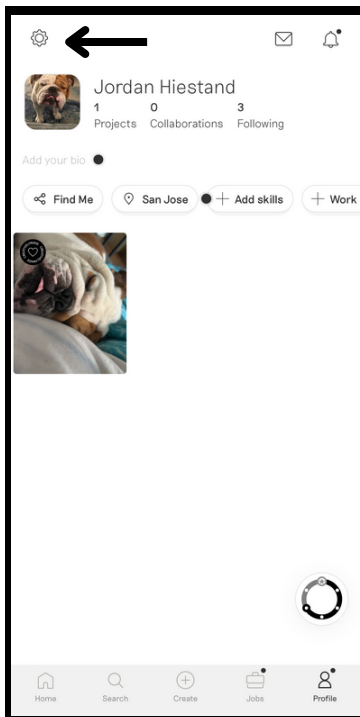 Jordan Hiestand
1 0 3
Projects Collaborations Following
Add your bio
Find Me San Jose Add skills Work
Home Search Create Jobs Profile